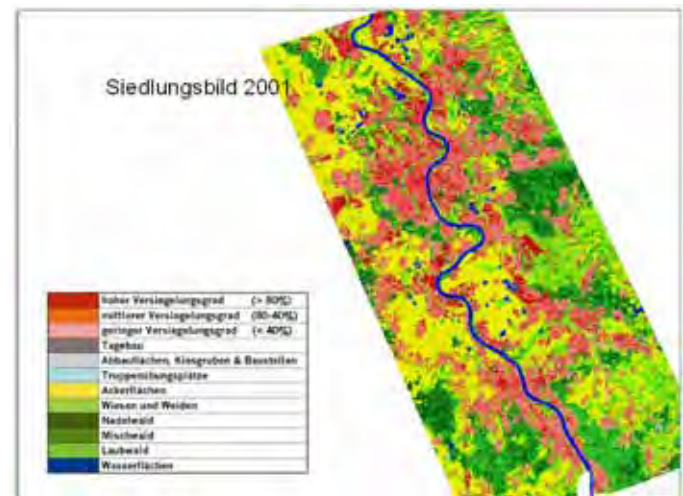 Siedlungsbild 2001
hoher Versiegelungsgrad (> 80%)
mittlerer Versiegelungsgrad (80-40%)
geringer Versiegelungsgrad (< 40%)
Tagebau
Abbauflächen, Kiesgruben & Baustellen
Truppenübungsplätze
Ackerflächen
Wiesen und Weiden
Nadelwald
Mischwald
Laubwald
Wasserflächen